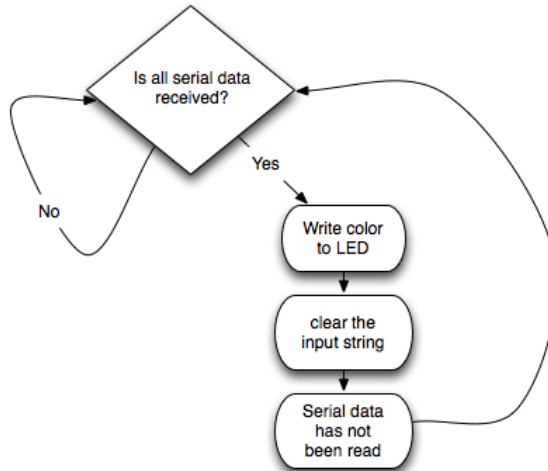 Is all serial data
received?
Yes
No
Write color
to LED
clear the
input string
Serial data
has not
been read